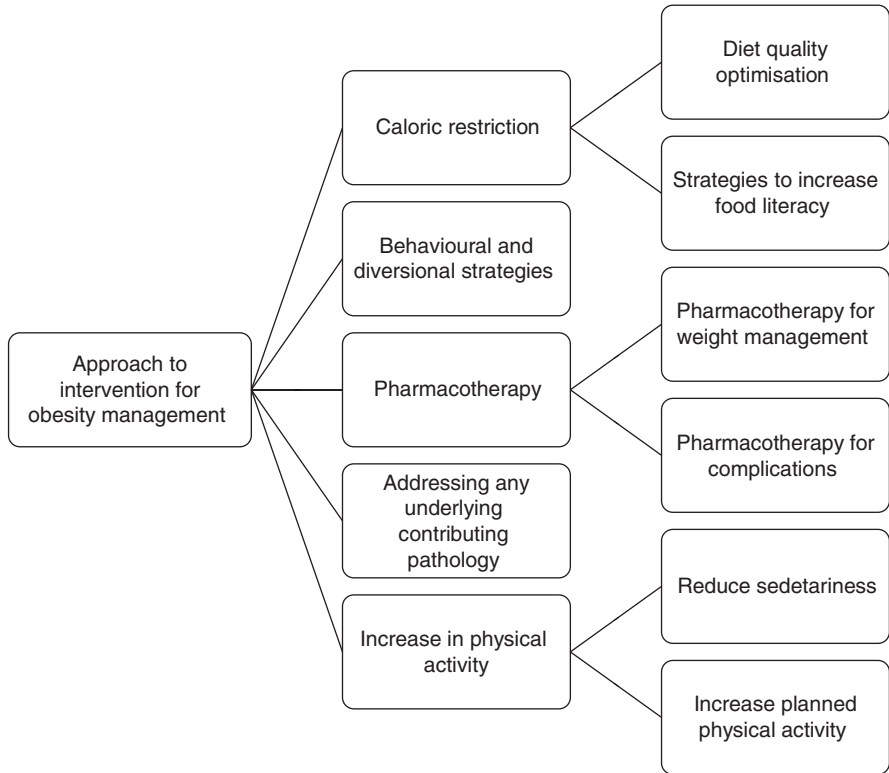 Approach to
intervention for
obesity management
Caloric restriction
Diet quality
optimisation
Strategies to increase
food literacy
Behavioural and
diversional strategies
Pharmacotherapy
Pharmacotherapy for
weight management
Pharmacotherapy for
complications
Addressing any
underlying
contributing
pathology
Increase in physical
activity
Reduce sedetariness
Increase planned
physical activity